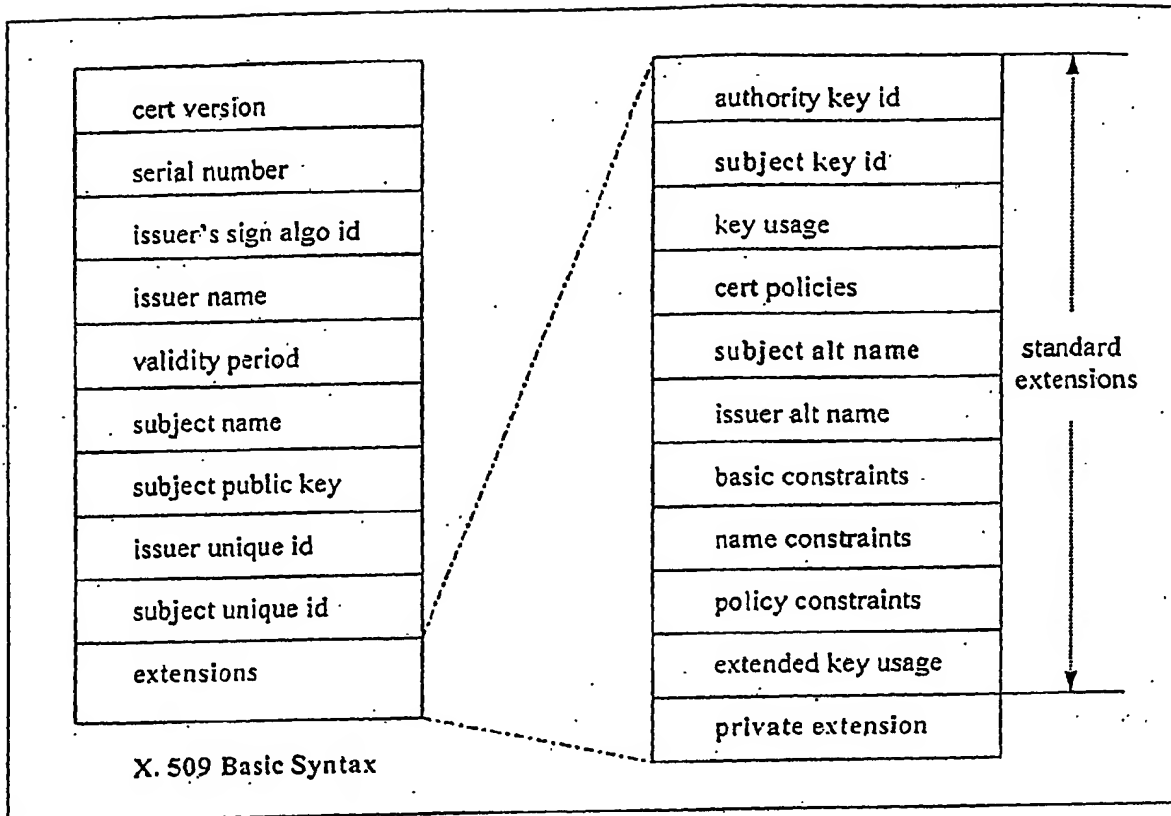 cert version
serial number
issuer's sign algo id
issuer name
validity period
subject name
subject public key
issuer unique id
subject unique id
extensions
X. 509 Basic Syntax
authority key id
subject key id
key usage
cert policies
subject alt name
issuer alt name
basic constraints
name constraints
policy constraints
extended key usage
private extension
standard
extensions